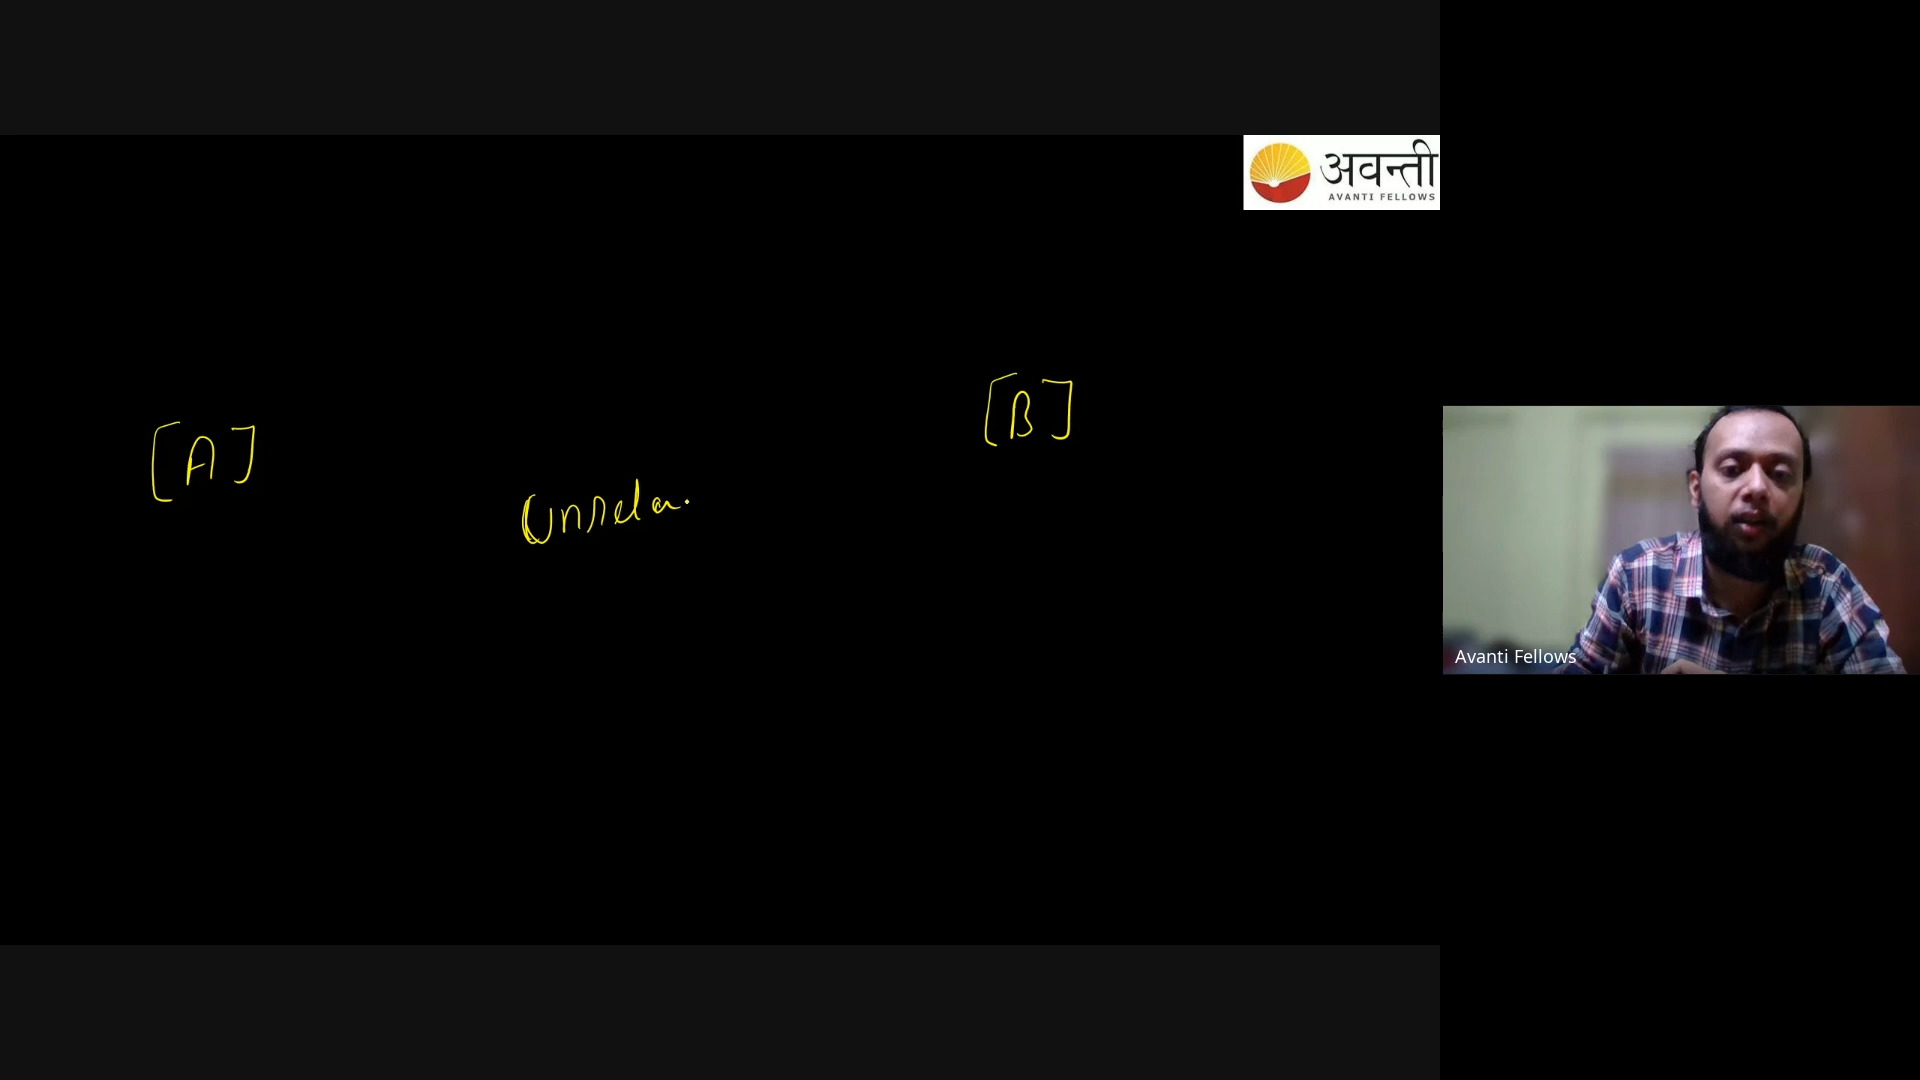 अवन्ती
AVANTI FELLOWS
[B]
[A]
Unrela.
Avanti Fellows